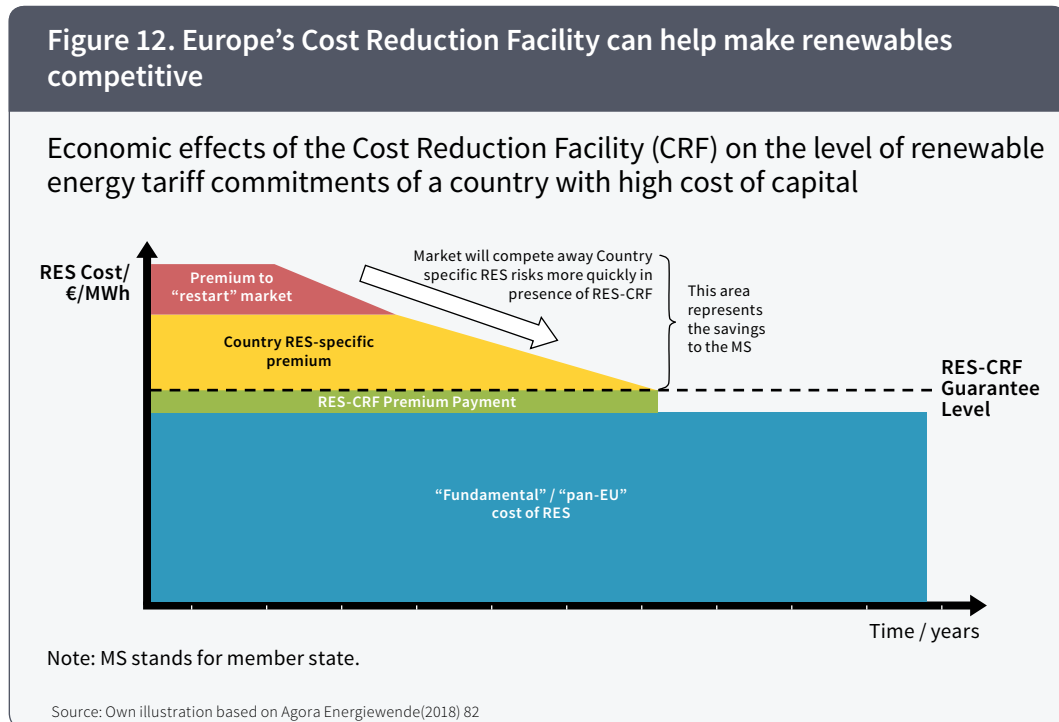 Figure 12. Europe’s Cost Reduction Facility can help make renewables
competitive
Economic effects of the Cost Reduction Facility (CRF) on the level of renewable
energy tariff commitments of a country with high cost of capital
RES Cost/
€/MWh
Premium to
“restart” market
Market will compete away Country
specific RES risks more quickly in
presence of RES-CRF
This area
represents
the savings
to the MS
Country RES-specific
premium
RES-CRF
Guarantee
Level
RES-CRF Premium Payment
“Fundamental” / “pan-EU”
cost of RES
Time / years
Note: MS stands for member state.
Source: Own illustration based on Agora Energiewende(2018) 82